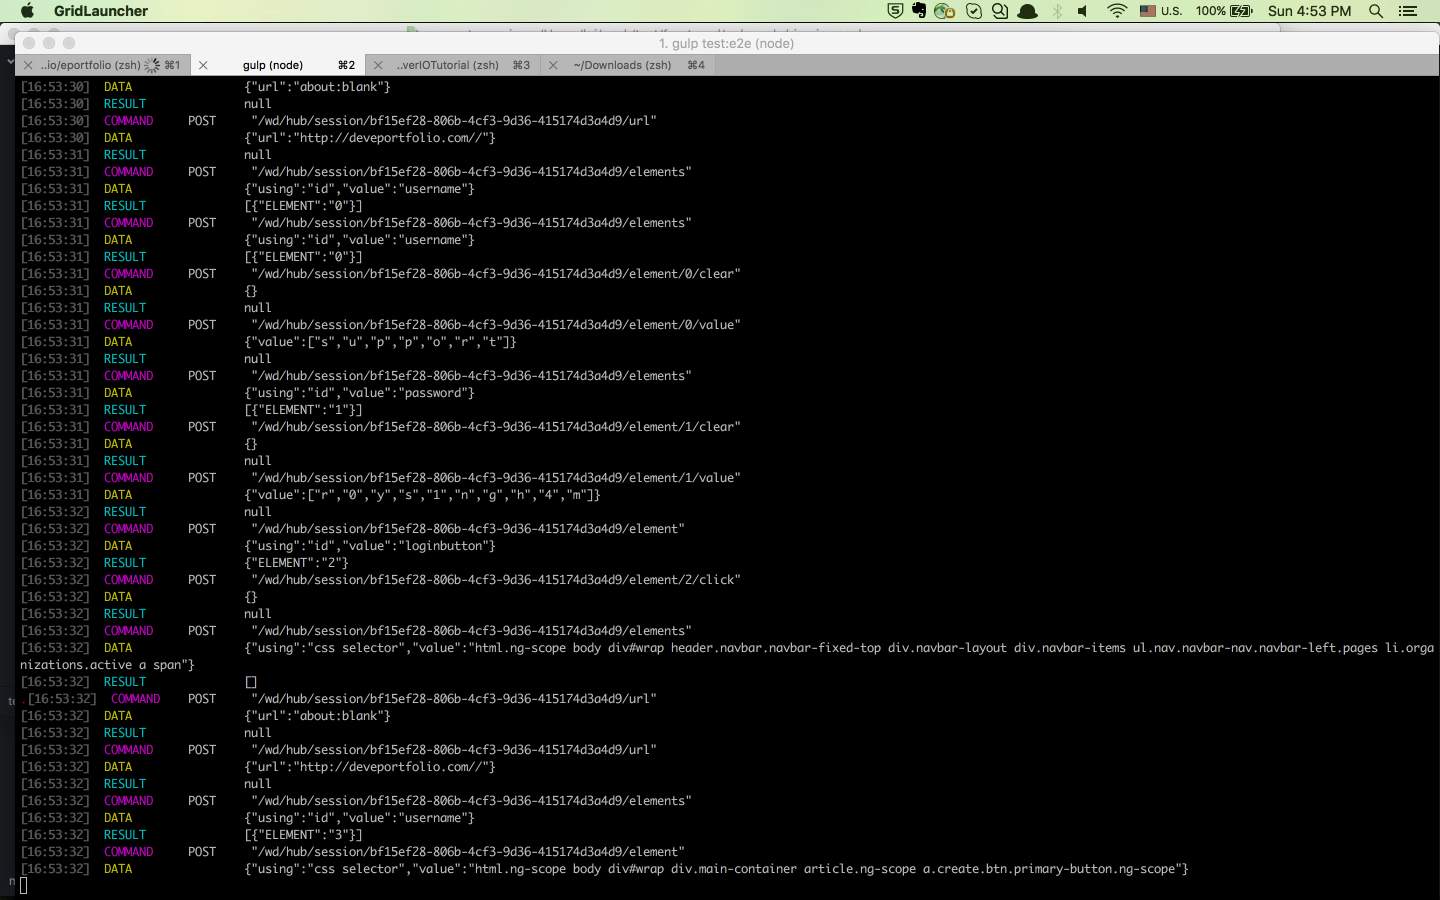 GridLauncher U.S. 100% Sun 4:53 PM
1. gulp test:e2e (node)
..io/eportfolio (zsh) ⌘1 gulp (node) ⌘2 ..verIOTutorial (zsh) ⌘3 ~/Downloads (zsh) ⌘4
[16:53:30] DATA {"url":"about:blank"}
[16:53:30] RESULT null
[16:53:30] COMMAND POST "/wd/hub/session/bf15ef28-806b-4cf3-9d36-415174d3a4d9/url"
[16:53:30] DATA {"url":"http://deveportfolio.com//"}
[16:53:31] RESULT null
[16:53:31] COMMAND POST "/wd/hub/session/bf15ef28-806b-4cf3-9d36-415174d3a4d9/elements"
[16:53:31] DATA {"using":"id","value":"username"}
[16:53:31] RESULT [{"ELEMENT":"0"}]
[16:53:31] COMMAND POST "/wd/hub/session/bf15ef28-806b-4cf3-9d36-415174d3a4d9/elements"
[16:53:31] DATA {"using":"id","value":"username"}
[16:53:31] RESULT [{"ELEMENT":"0"}]
[16:53:31] COMMAND POST "/wd/hub/session/bf15ef28-806b-4cf3-9d36-415174d3a4d9/element/0/clear"
[16:53:31] DATA {}
[16:53:31] RESULT null
[16:53:31] COMMAND POST "/wd/hub/session/bf15ef28-806b-4cf3-9d36-415174d3a4d9/element/0/value"
[16:53:31] DATA {"value":["s","u","p","p","o","r","t"]}
[16:53:31] RESULT null
[16:53:31] COMMAND POST "/wd/hub/session/bf15ef28-806b-4cf3-9d36-415174d3a4d9/elements"
[16:53:31] DATA {"using":"id","value":"password"}
[16:53:31] RESULT [{"ELEMENT":"1"}]
[16:53:31] COMMAND POST "/wd/hub/session/bf15ef28-806b-4cf3-9d36-415174d3a4d9/element/1/clear"
[16:53:31] DATA {}
[16:53:31] RESULT null
[16:53:31] COMMAND POST "/wd/hub/session/bf15ef28-806b-4cf3-9d36-415174d3a4d9/element/1/value"
[16:53:31] DATA {"value":["r","0","y","s","1","n","g","h","4","m"]}
[16:53:32] RESULT null
[16:53:32] COMMAND POST "/wd/hub/session/bf15ef28-806b-4cf3-9d36-415174d3a4d9/element"
[16:53:32] DATA {"using":"id","value":"loginbutton"}
[16:53:32] RESULT {"ELEMENT":"2"}
[16:53:32] COMMAND POST "/wd/hub/session/bf15ef28-806b-4cf3-9d36-415174d3a4d9/element/2/click"
[16:53:32] DATA {}
[16:53:32] RESULT null
[16:53:32] COMMAND POST "/wd/hub/session/bf15ef28-806b-4cf3-9d36-415174d3a4d9/elements"
[16:53:32] DATA {"using":"css selector","value":"html.ng-scope body div#wrap header.navbar.navbar-fixed-top div.navbar-layout div.navbar-items ul.nav.navbar-nav.navbar-left.pages li.orga
nizations.active a span"}
[16:53:32] RESULT []
.[16:53:32] COMMAND POST "/wd/hub/session/bf15ef28-806b-4cf3-9d36-415174d3a4d9/url"
[16:53:32] DATA {"url":"about:blank"}
[16:53:32] RESULT null
[16:53:32] COMMAND POST "/wd/hub/session/bf15ef28-806b-4cf3-9d36-415174d3a4d9/url"
[16:53:32] DATA {"url":"http://deveportfolio.com//"}
[16:53:32] RESULT null
[16:53:32] COMMAND POST "/wd/hub/session/bf15ef28-806b-4cf3-9d36-415174d3a4d9/elements"
[16:53:32] DATA {"using":"id","value":"username"}
[16:53:32] RESULT [{"ELEMENT":"3"}]
[16:53:32] COMMAND POST "/wd/hub/session/bf15ef28-806b-4cf3-9d36-415174d3a4d9/element"
[16:53:32] DATA {"using":"css selector","value":"html.ng-scope body div#wrap div.main-container article.ng-scope a.create.btn.primary-button.ng-scope"}